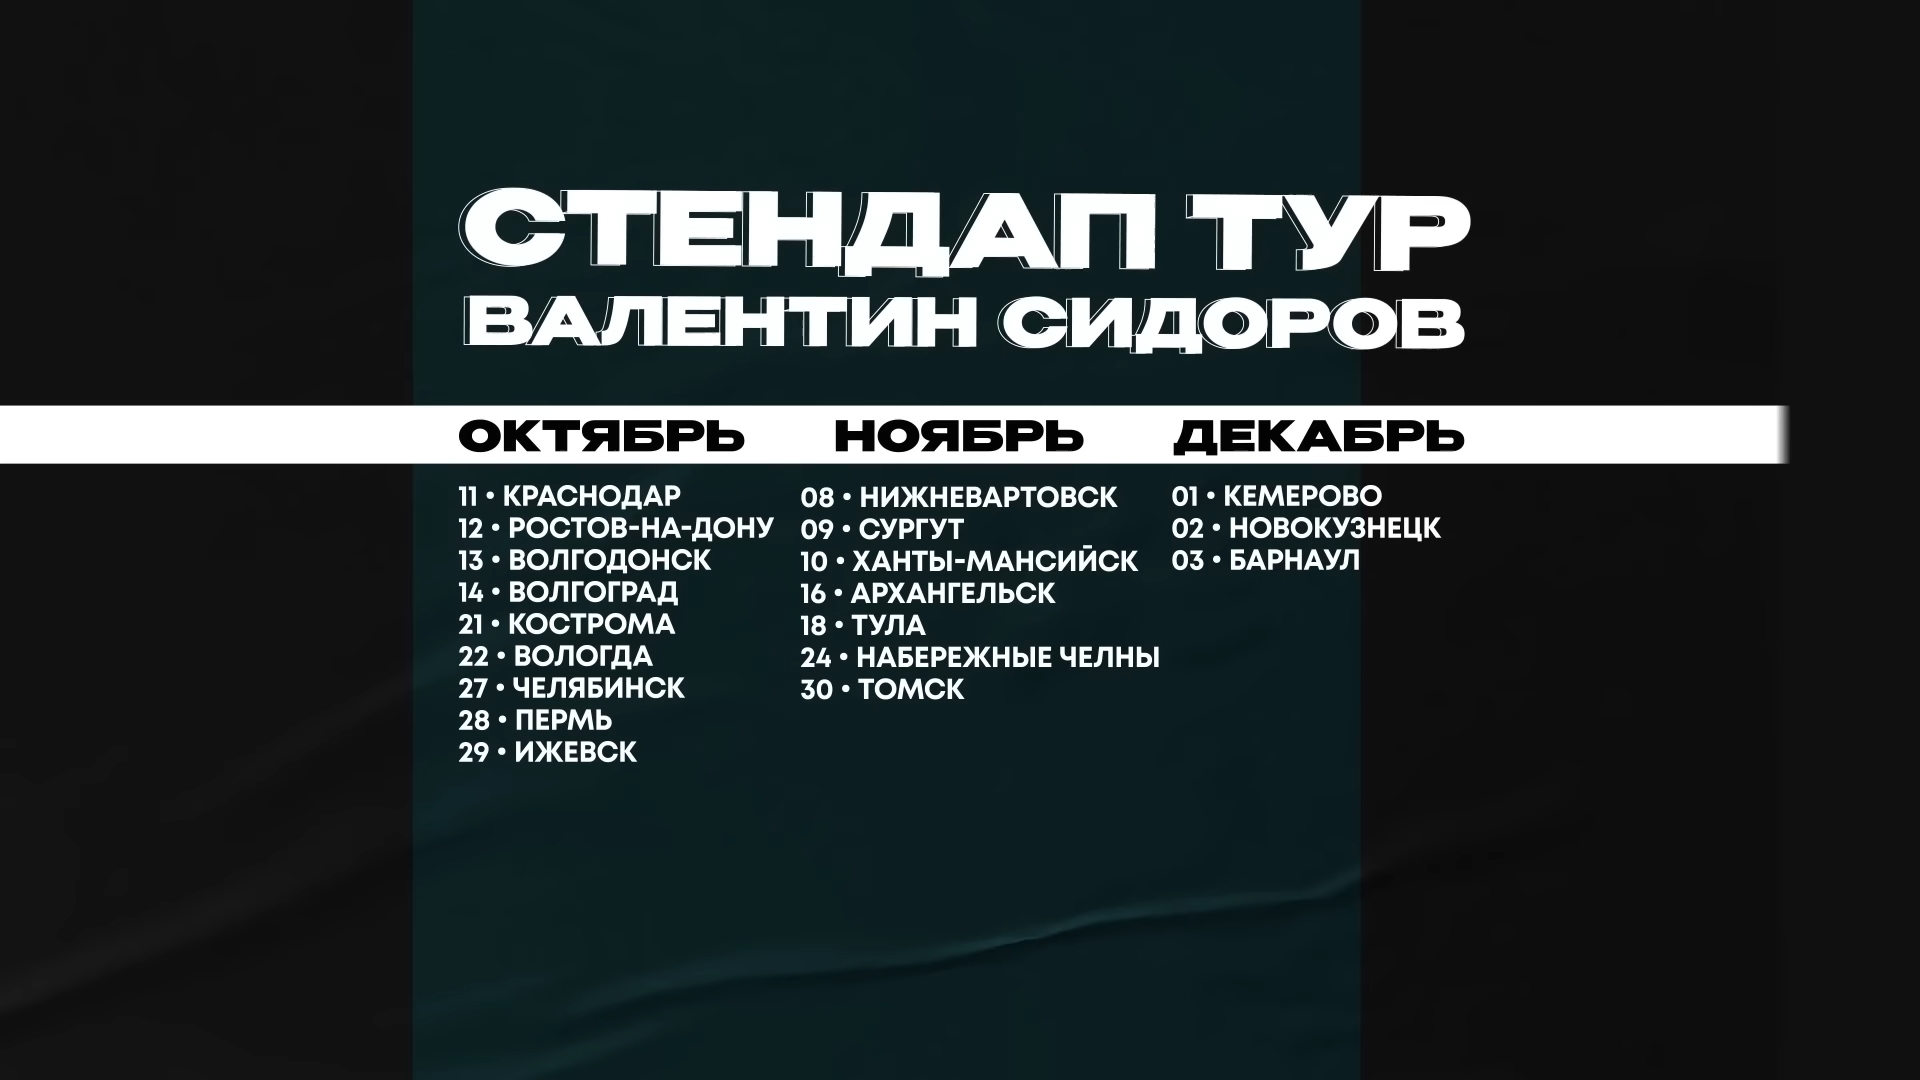 СТЕНДАП ТУР
ВАЛЕНТИН СИДОРОВ
ОКТЯБРЬ
11 • КРАСНОДАР
12 • РОСТОВ-НА-ДОНУ
13 • ВОЛГОДОНСК
14 • ВОЛГОГРАД
21 • КОСТРОМА
22 • ВОЛОГДА
27 • ЧЕЛЯБИНСК
28 • ПЕРМЬ
29 • ИЖЕВСК
НОЯБРЬ
08 • НИЖНЕВАРТОВСК
09 • СУРГУТ
10 • ХАНТЫ-МАНСИЙСК
16 • АРХАНГЕЛЬСК
18 • ТУЛА
24 • НАБЕРЕЖНЫЕ ЧЕЛНЫ
30 • ТОМСК
ДЕКАБРЬ
01 • КЕМЕРОВО
02 • НОВОКУЗНЕЦК
03 • БАРНАУЛ